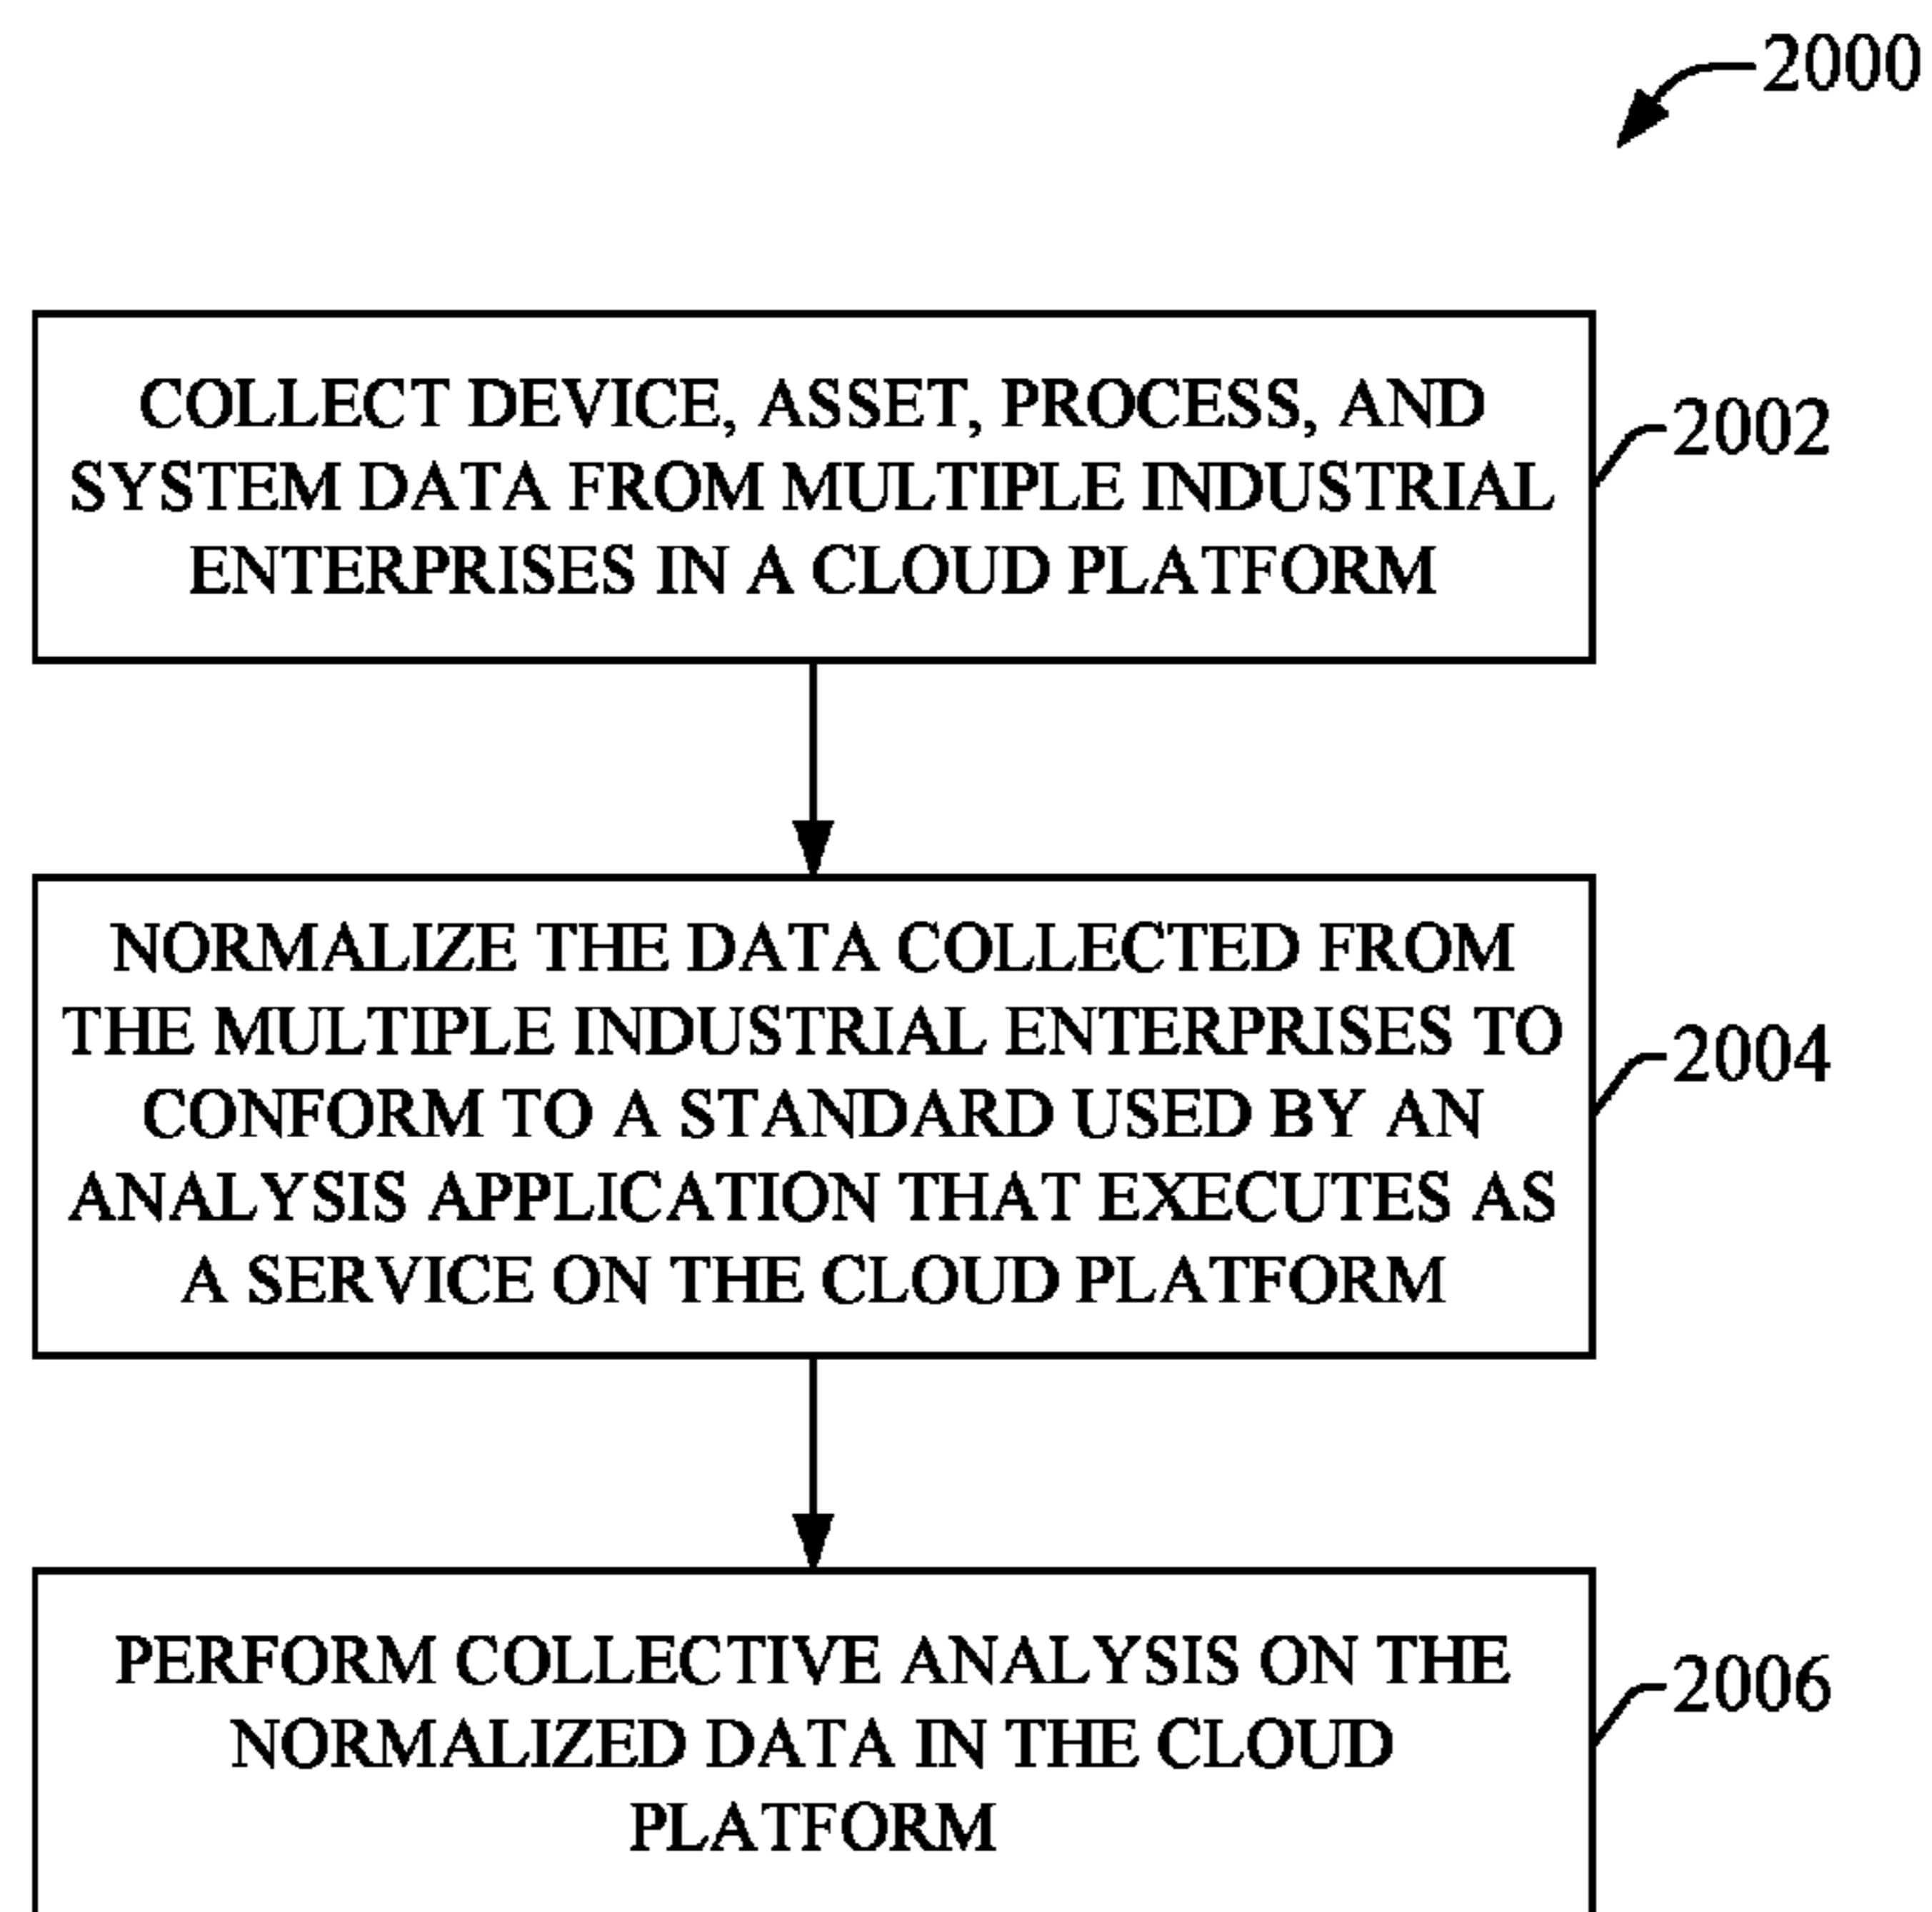 2000
COLLECT DEVICE, ASSET, PROCESS, AND
SYSTEM DATA FROM MULTIPLE INDUSTRIAL
ENTERPRISES IN A CLOUD PLATFORM
2002
NORMALIZE THE DATA COLLECTED FROM
THE MULTIPLE INDUSTRIAL ENTERPRISES TO
CONFORM TO A STANDARD USED BY AN
ANALYSIS APPLICATION THAT EXECUTES AS
A SERVICE ON THE CLOUD PLATFORM
2004
PERFORM COLLECTIVE ANALYSIS ON THE
NORMALIZED DATA IN THE CLOUD
PLATFORM
2006